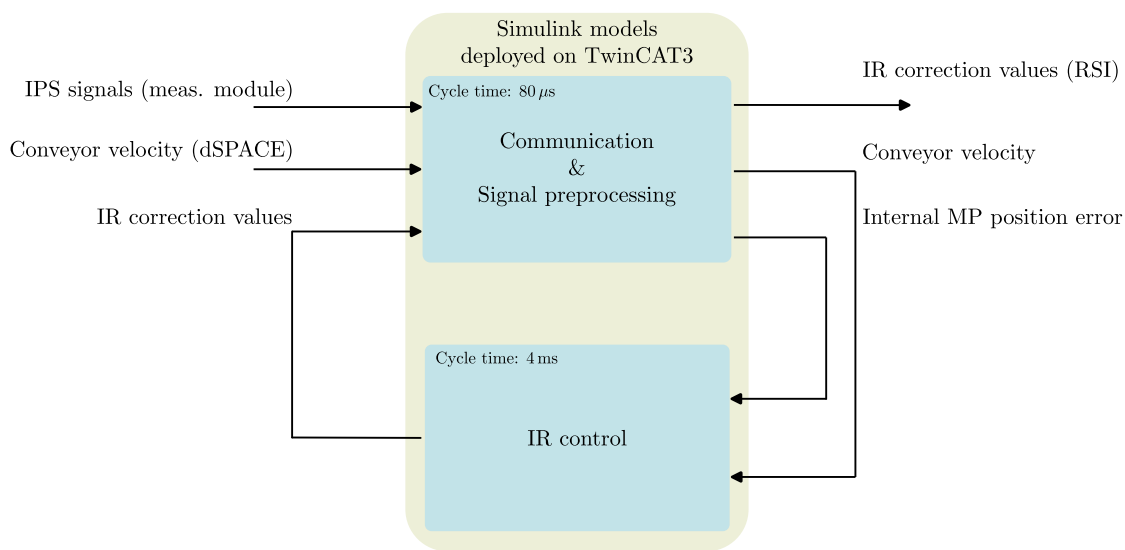 Simulink models
deployed on TwinCAT3
IPS signals (meas. module)
Conveyor velocity (dSPACE)
IR correction values
Cycle time: 80 µs
Communication
&
Signal preprocessing
IR correction values (RSI)
Conveyor velocity
Internal MP position error
Cycle time: 4 ms
IR control